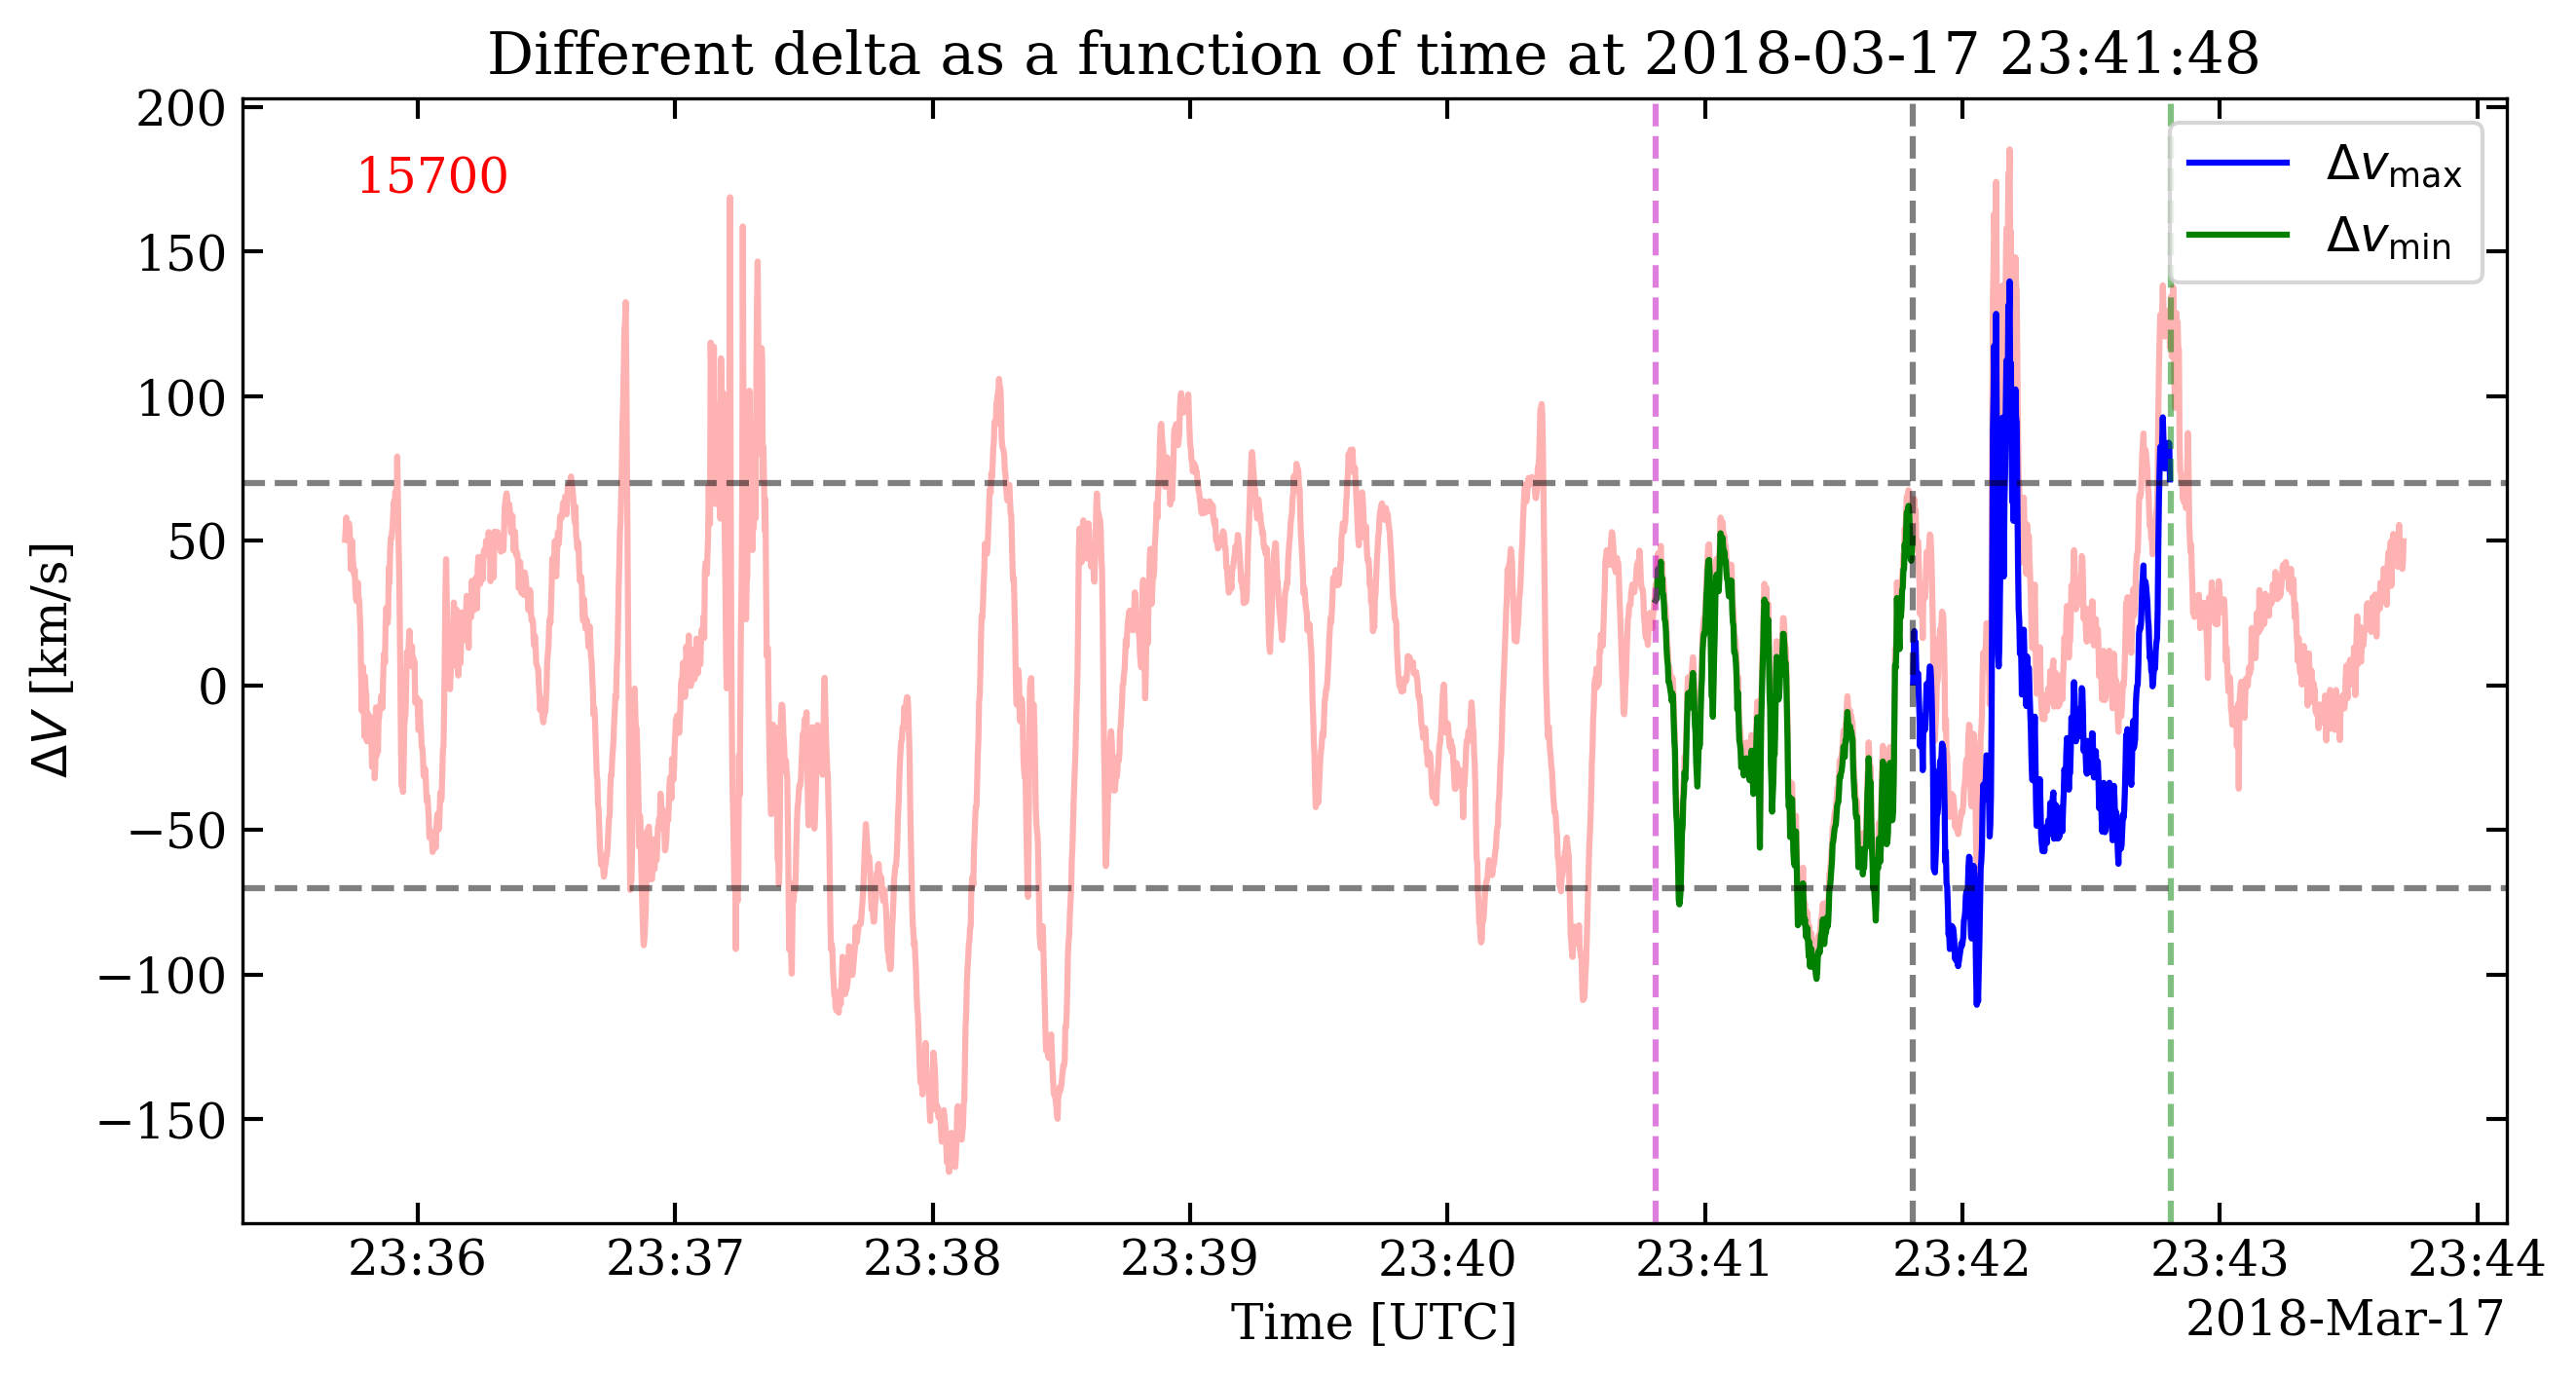 Different delta as a function of time at 2018-03-17 23:41:48
200
150
100
50
0
−50
−100
−150
ΔV [km/s]
15700
Δv_max
Δv_min
23:36 23:37 23:38 23:39 23:40 23:41 23:42 23:43 23:44
Time [UTC]
2018-Mar-17